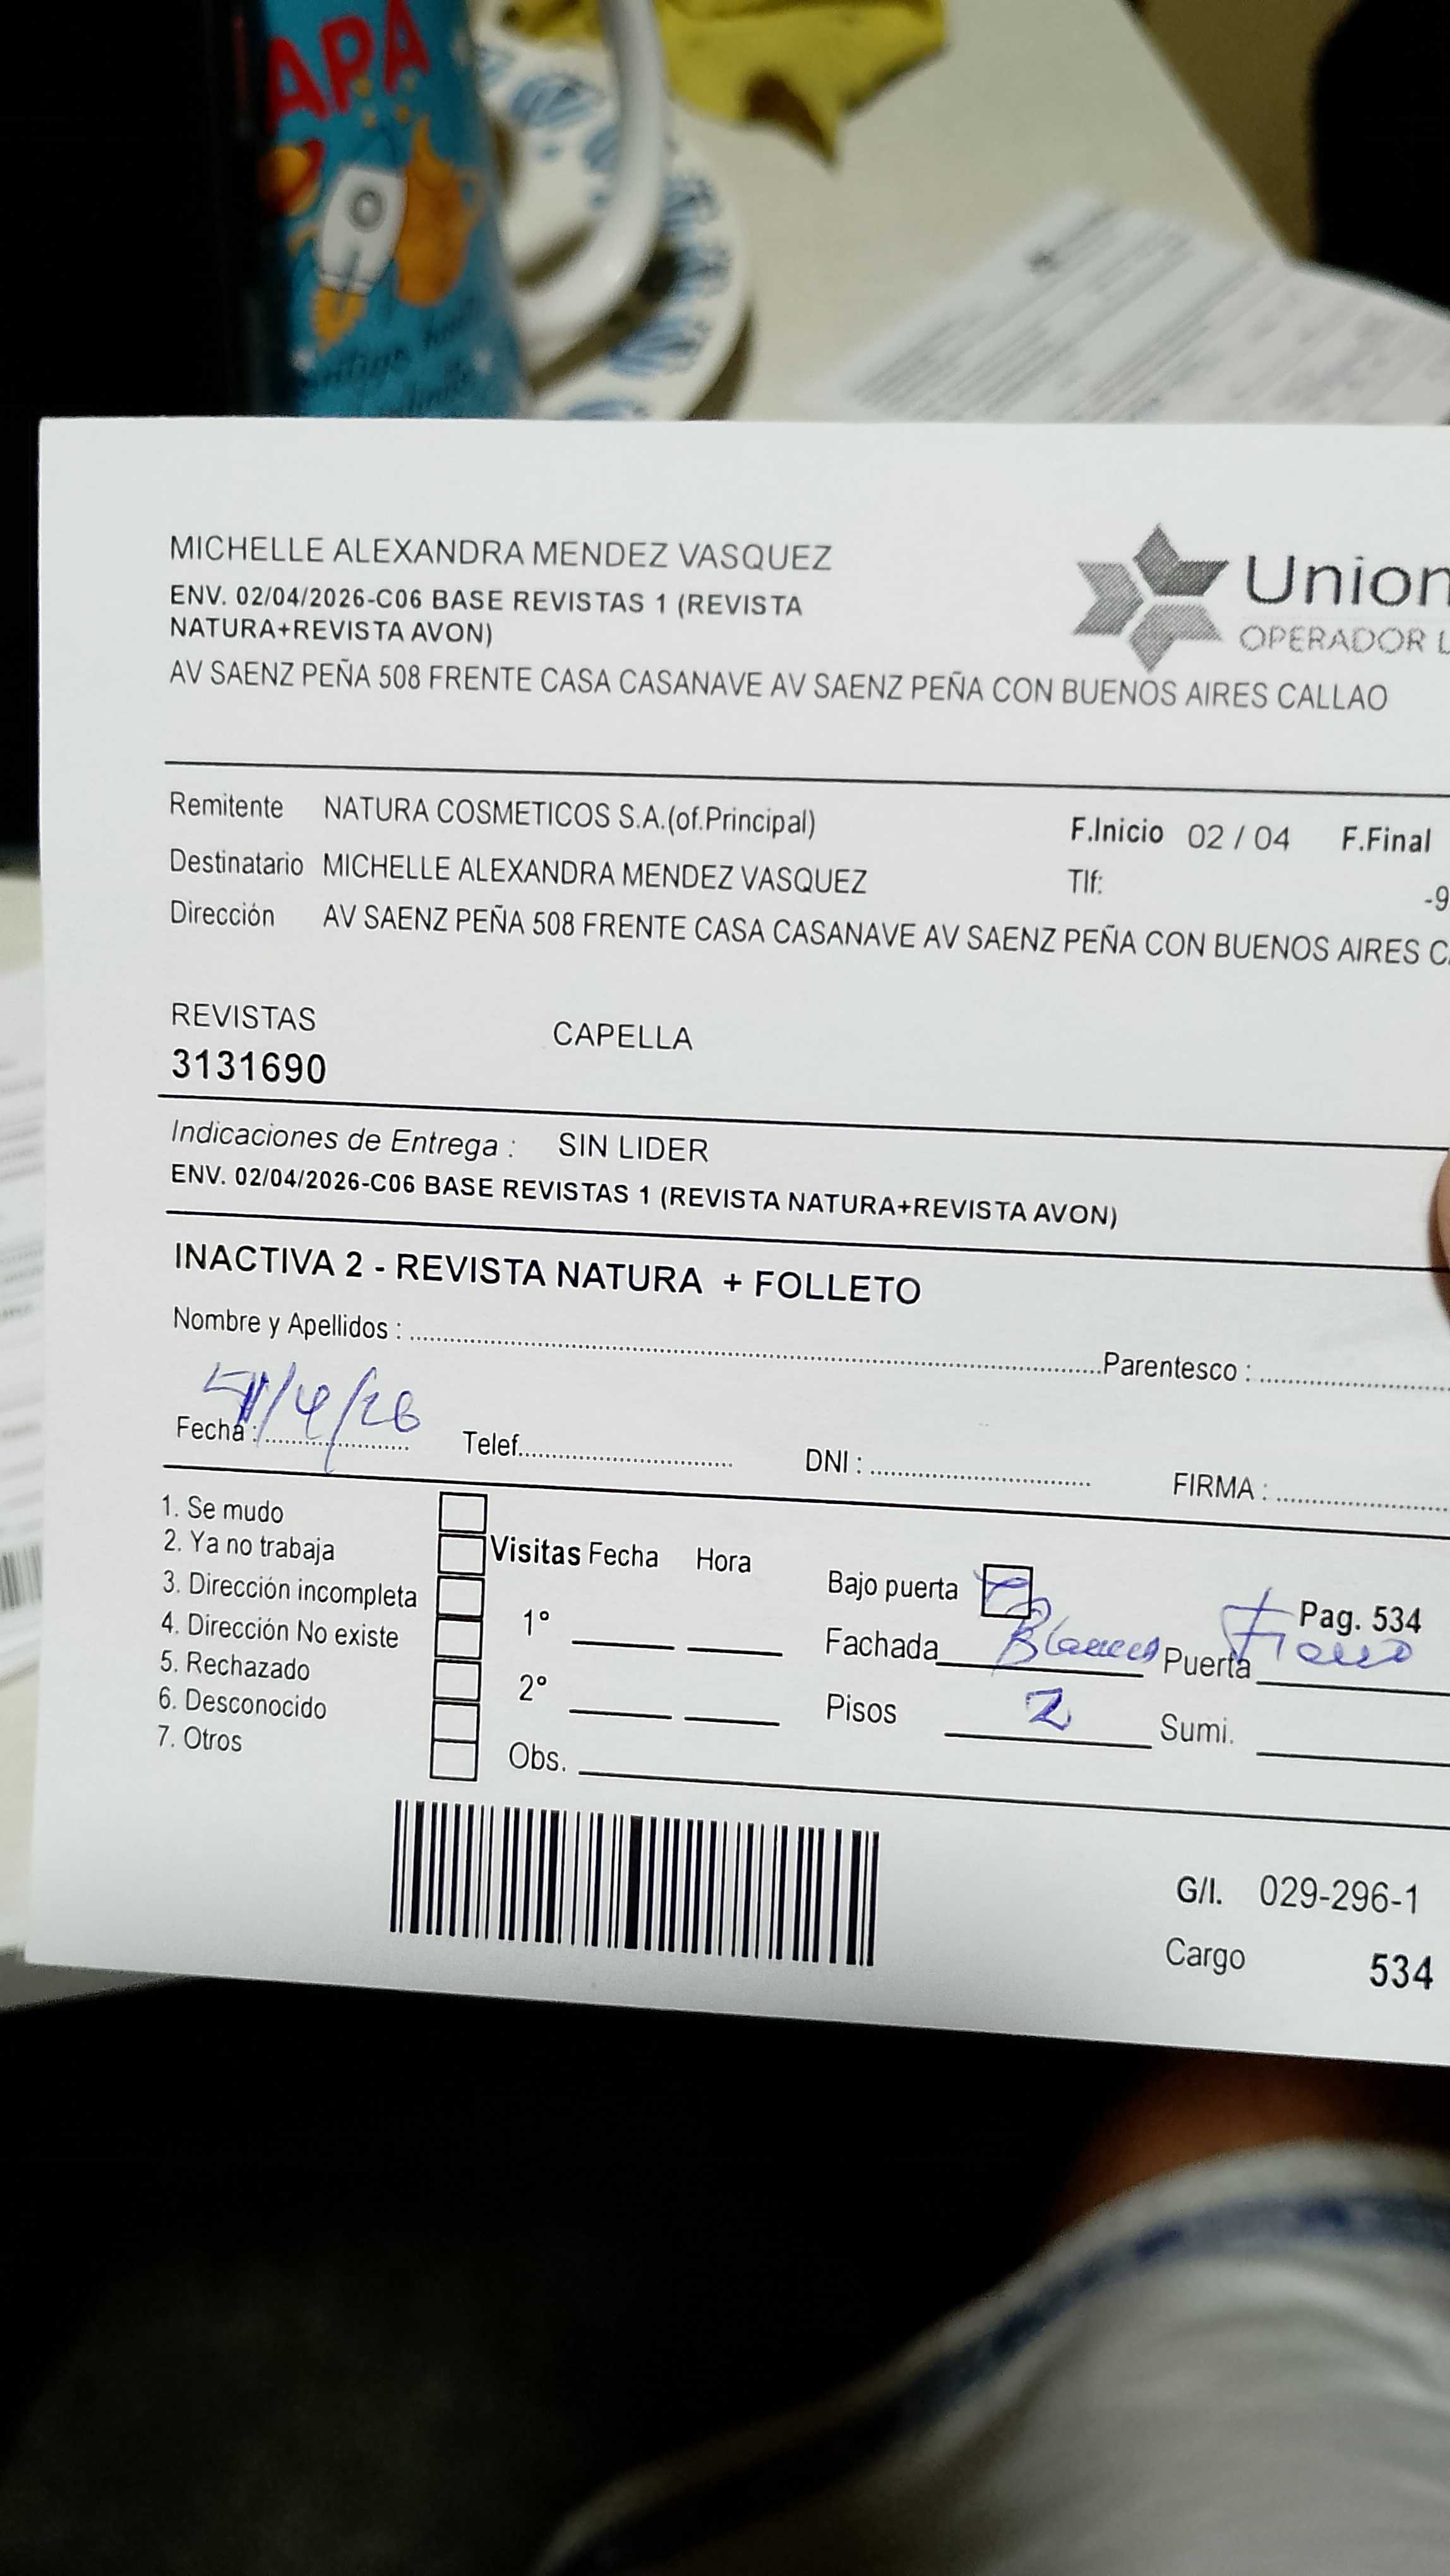 APA
MICHELLE ALEXANDRA MENDEZ VASQUEZ
ENV. 02/04/2026-C06 BASE REVISTAS 1 (REVISTA
NATURA+REVISTA AVON)
AV SAENZ PEÑA 508 FRENTE CASA CASANAVE AV SAENZ PEÑA CON BUENOS AIRES CALLAO
Union
OPERADOR L
Remitente NATURA COSMETICOS S.A.(of.Principal) F.Inicio 02 / 04 F.Final
Destinatario MICHELLE ALEXANDRA MENDEZ VASQUEZ Tlf: -9
Dirección AV SAENZ PEÑA 508 FRENTE CASA CASANAVE AV SAENZ PEÑA CON BUENOS AIRES C
REVISTAS CAPELLA
3131690
Indicaciones de Entrega : SIN LIDER
ENV. 02/04/2026-C06 BASE REVISTAS 1 (REVISTA NATURA+REVISTA AVON)
INACTIVA 2 - REVISTA NATURA + FOLLETO
Nombre y Apellidos : Parentesco :
Fecha : /4/26 Telef. DNI : FIRMA :
1. Se mudo
2. Ya no trabaja
3. Dirección incompleta
4. Dirección No existe
5. Rechazado
6. Desconocido
7. Otros
Visitas Fecha Hora
1°
2°
Obs.
Bajo puerta Pag. 534
Fachada Blanco Puerta Fierro
Pisos 2 Sumi.
G/I. 029-296-1
Cargo 534